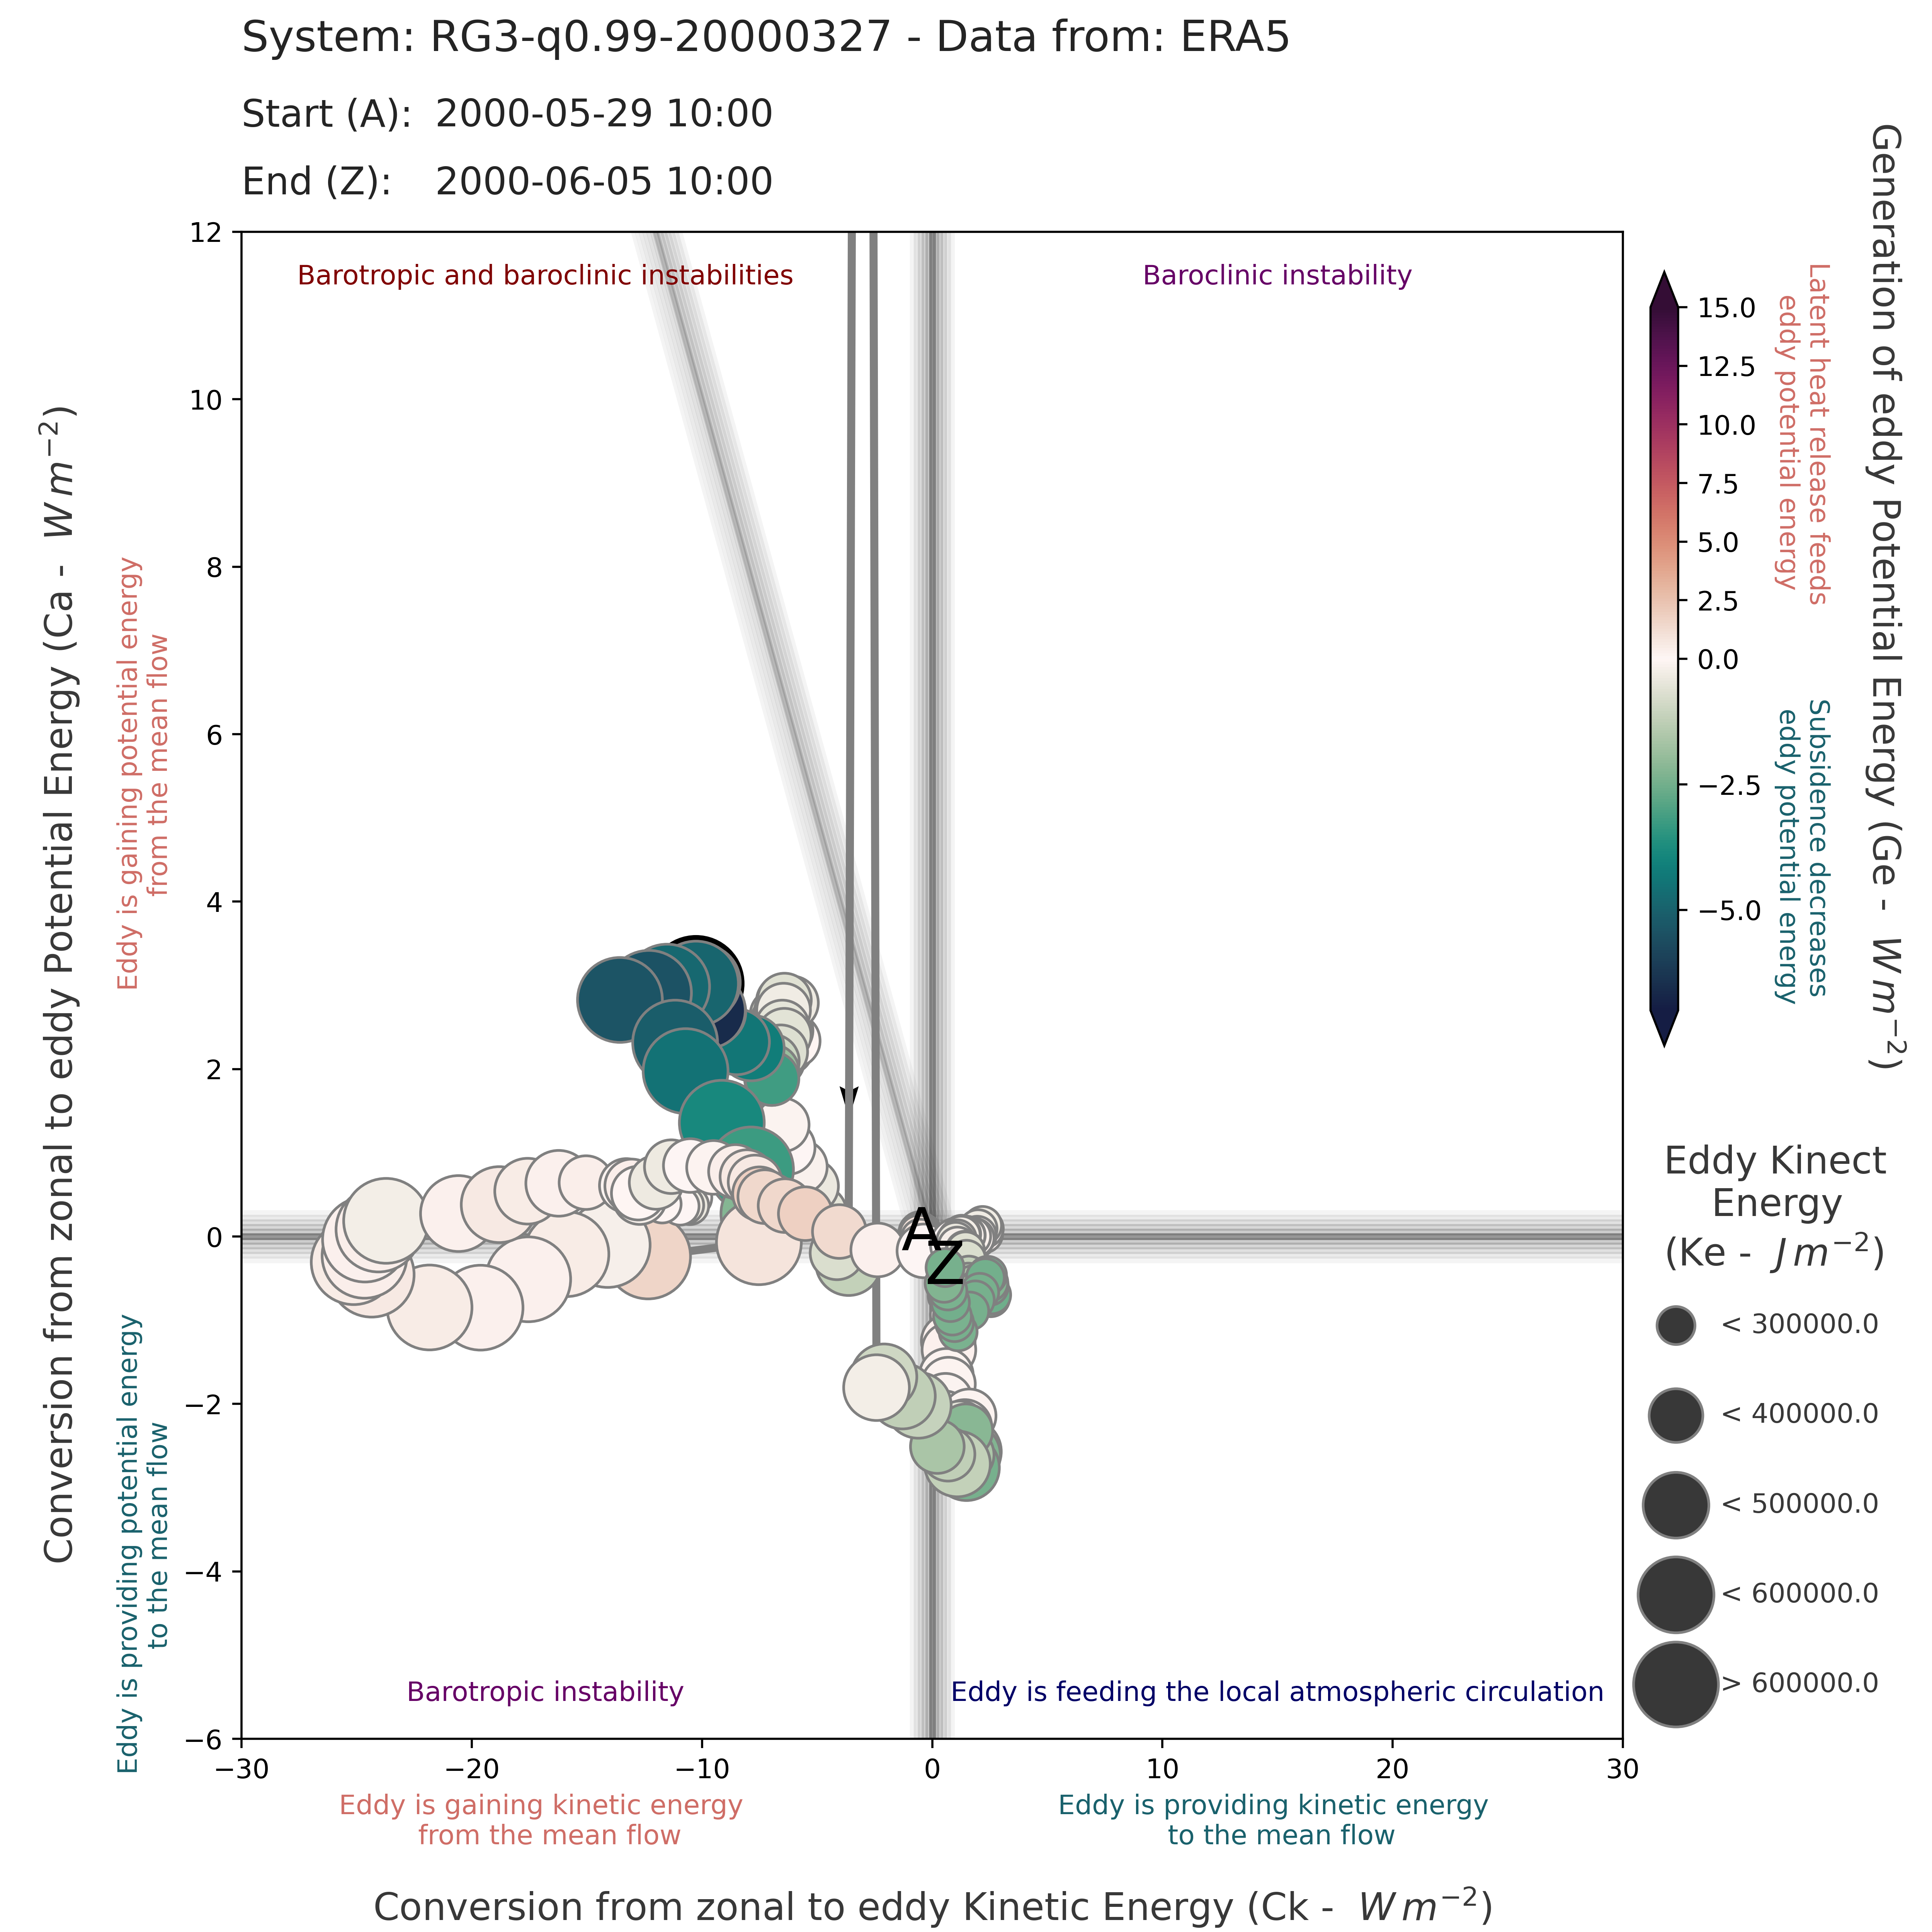 System: RG3-q0.99-20000327 - Data from: ERA5
Start (A): 2000-05-29 10:00
End (Z): 2000-06-05 10:00
Barotropic and baroclinic instabilities
Baroclinic instability
Barotropic instability
Eddy is feeding the local atmospheric circulation
A
Z
12
10
8
6
4
2
0
−2
−4
−6
−30
−20
−10
0
10
20
30
Conversion from zonal to eddy Potential Energy (Ca - W m⁻²)
Eddy is gaining potential energy
from the mean flow
Eddy is providing potential energy
to the mean flow
Eddy is gaining kinetic energy
from the mean flow
Eddy is providing kinetic energy
to the mean flow
Conversion from zonal to eddy Kinetic Energy (Ck - W m⁻²)
15.0
12.5
10.0
7.5
5.0
2.5
0.0
−2.5
−5.0
Latent heat release feeds
eddy potential energy
Subsidence decreases
eddy potential energy
Generation of eddy Potential Energy (Ge - W m⁻²)
Eddy Kinect
Energy
(Ke - J m⁻²)
< 300000.0
< 400000.0
< 500000.0
< 600000.0
> 600000.0